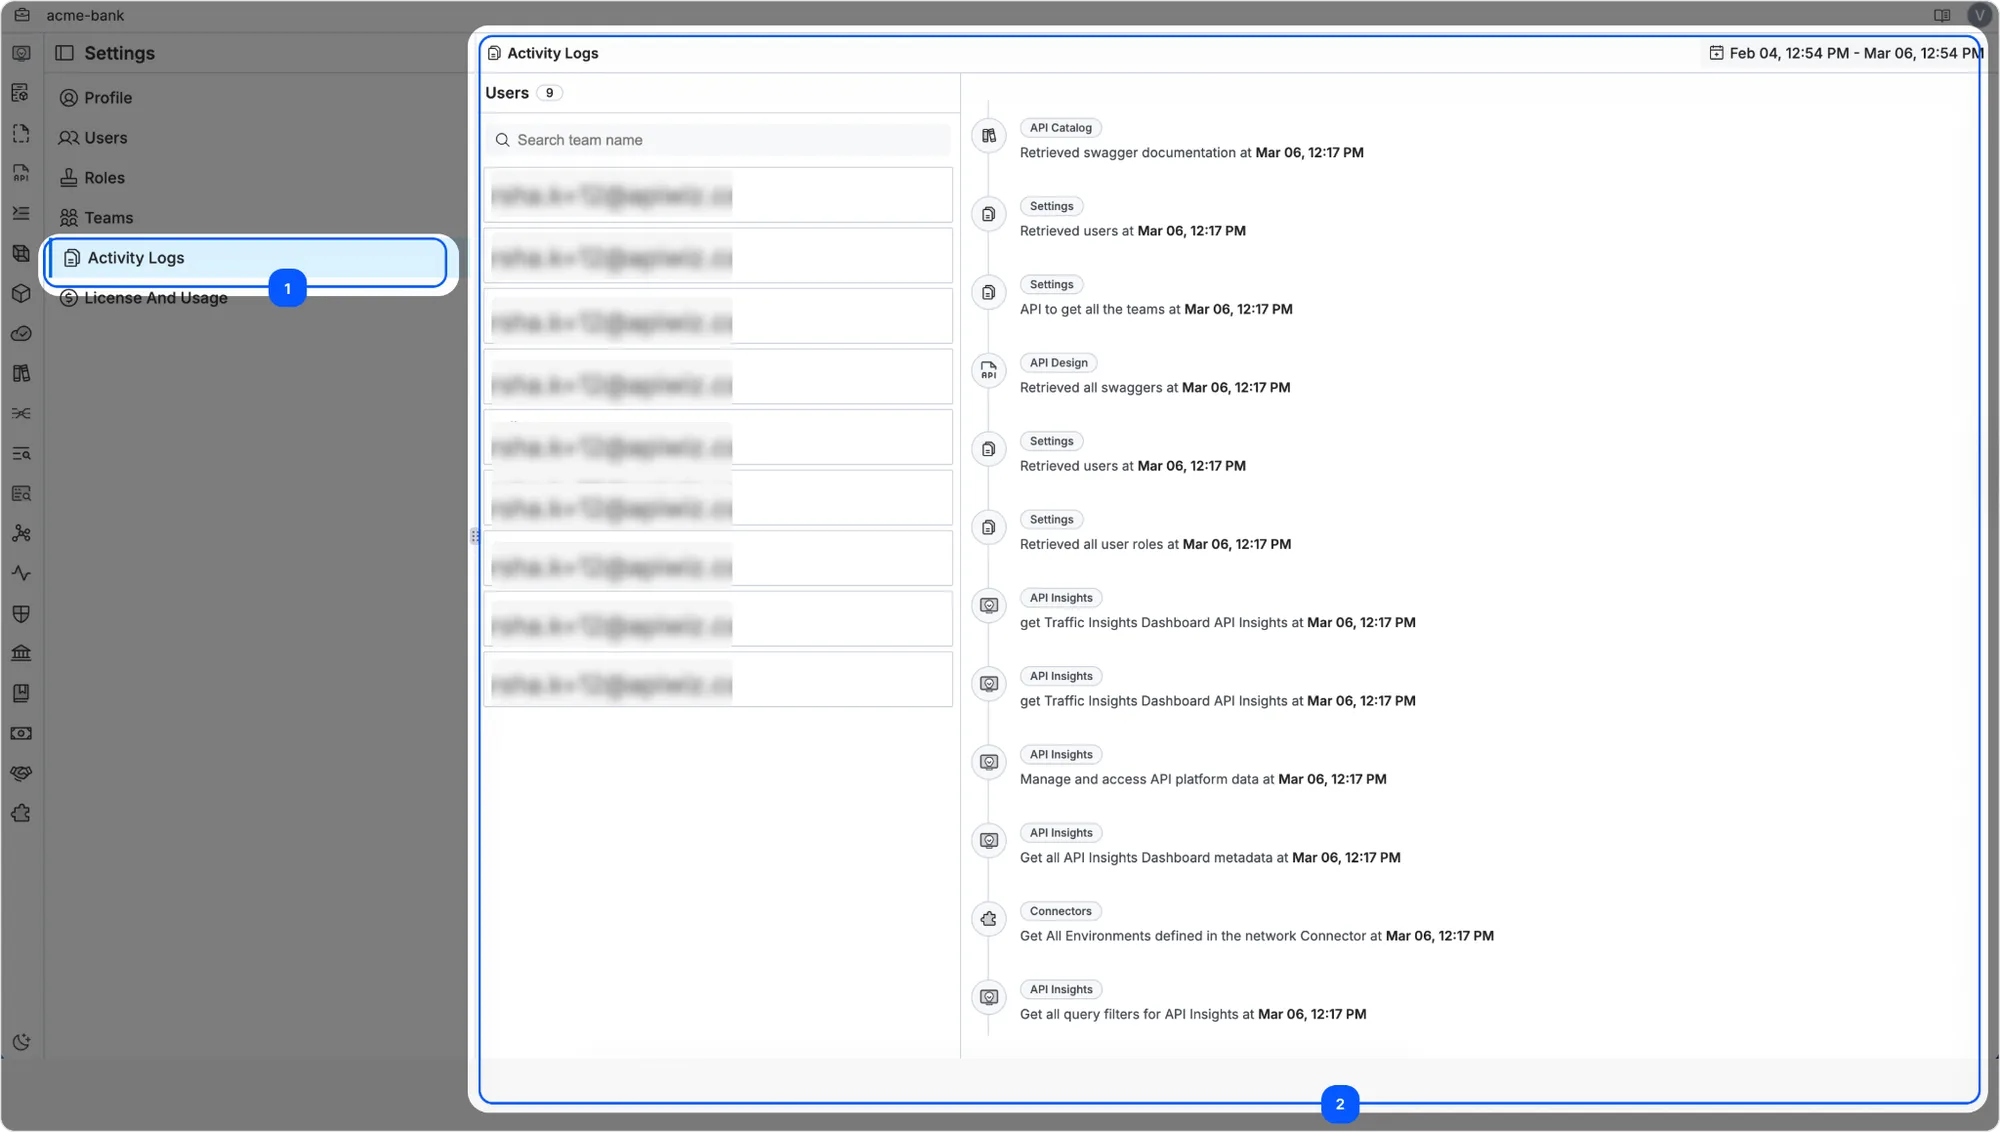 acme-bank
V
Settings
Profile
Users
Roles
Teams
Activity Logs
1
License And Usage
Activity Logs
Feb 04, 12:54 PM - Mar 06, 12:54 PM
Users 9
Search team name
API Catalog
Retrieved swagger documentation at Mar 06, 12:17 PM
Settings
Retrieved users at Mar 06, 12:17 PM
Settings
API to get all the teams at Mar 06, 12:17 PM
API Design
Retrieved all swaggers at Mar 06, 12:17 PM
Settings
Retrieved users at Mar 06, 12:17 PM
Settings
Retrieved all user roles at Mar 06, 12:17 PM
API Insights
get Traffic Insights Dashboard API Insights at Mar 06, 12:17 PM
API Insights
get Traffic Insights Dashboard API Insights at Mar 06, 12:17 PM
API Insights
Manage and access API platform data at Mar 06, 12:17 PM
API Insights
Get all API Insights Dashboard metadata at Mar 06, 12:17 PM
Connectors
Get All Environments defined in the network Connector at Mar 06, 12:17 PM
API Insights
Get all query filters for API Insights at Mar 06, 12:17 PM
2